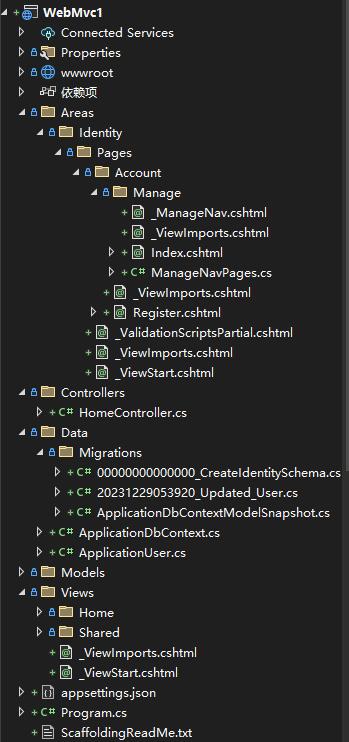 WebMvc1
Connected Services
Properties
wwwroot
依赖项
Areas
Identity
Pages
Account
Manage
_ManageNav.cshtml
_ViewImports.cshtml
Index.cshtml
C# ManageNavPages.cs
_ViewImports.cshtml
Register.cshtml
_ValidationScriptsPartial.cshtml
_ViewImports.cshtml
_ViewStart.cshtml
Controllers
C# HomeController.cs
Data
Migrations
C# 00000000000000_CreateIdentitySchema.cs
C# 20231229053920_Updated_User.cs
C# ApplicationDbContextModelSnapshot.cs
C# ApplicationDbContext.cs
C# ApplicationUser.cs
Models
Views
Home
Shared
_ViewImports.cshtml
_ViewStart.cshtml
appsettings.json
C# Program.cs
ScaffoldingReadMe.txt